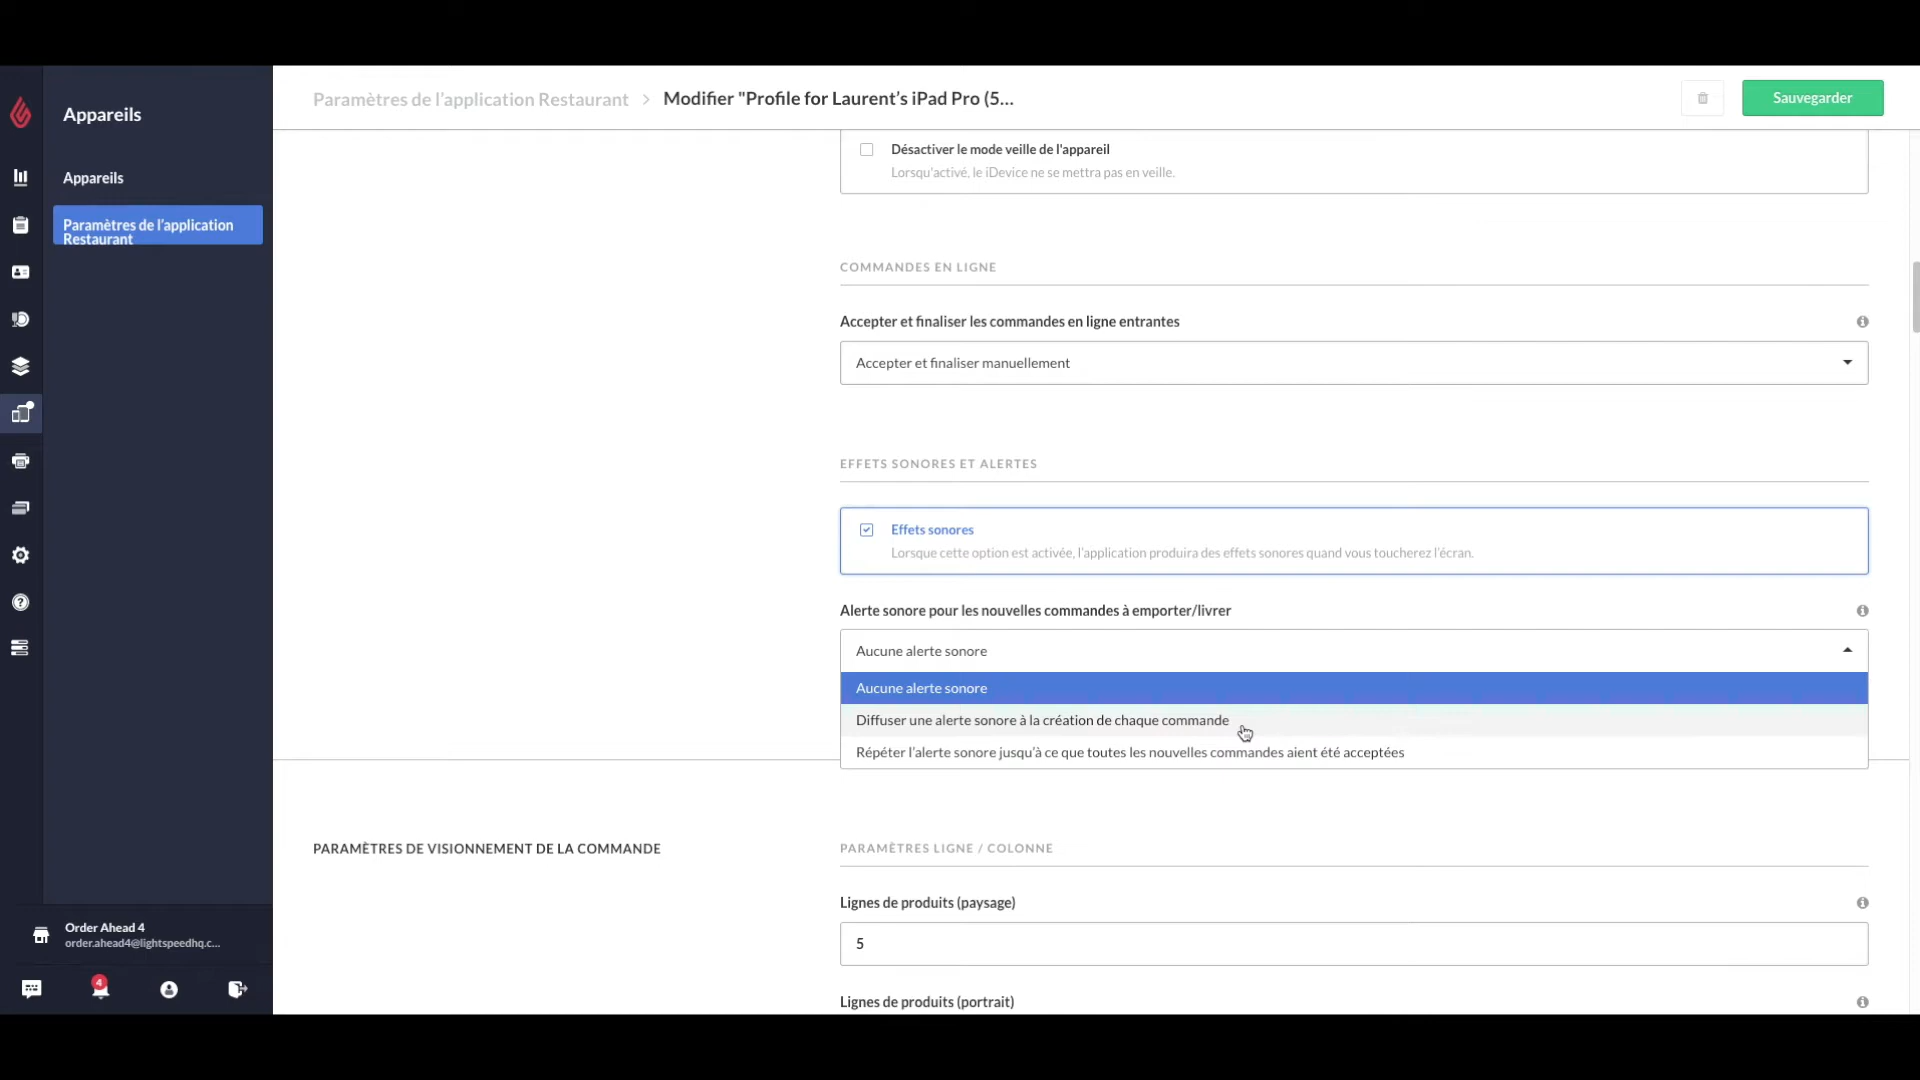 Appareils
Appareils
Paramètres de l'application
Restaurant
Order Ahead 4
order.ahead4@lightspeedhq.c...
4
Paramètres de l'application Restaurant > Modifier "Profile for Laurent's iPad Pro (5...
Sauvegarder
Désactiver le mode veille de l'appareil
Lorsqu'activé, le iDevice ne se mettra pas en veille.
COMMANDES EN LIGNE
Accepter et finaliser les commandes en ligne entrantes
Accepter et finaliser manuellement
EFFETS SONORES ET ALERTES
Effets sonores
Lorsque cette option est activée, l'application produira des effets sonores quand vous toucherez l'écran.
Alerte sonore pour les nouvelles commandes à emporter/livrer
Aucune alerte sonore
Aucune alerte sonore
Diffuser une alerte sonore à la création de chaque commande
Répéter l'alerte sonore jusqu'à ce que toutes les nouvelles commandes aient été acceptées
PARAMÈTRES DE VISIONNEMENT DE LA COMMANDE
PARAMÈTRES LIGNE / COLONNE
Lignes de produits (paysage)
5
Lignes de produits (portrait)